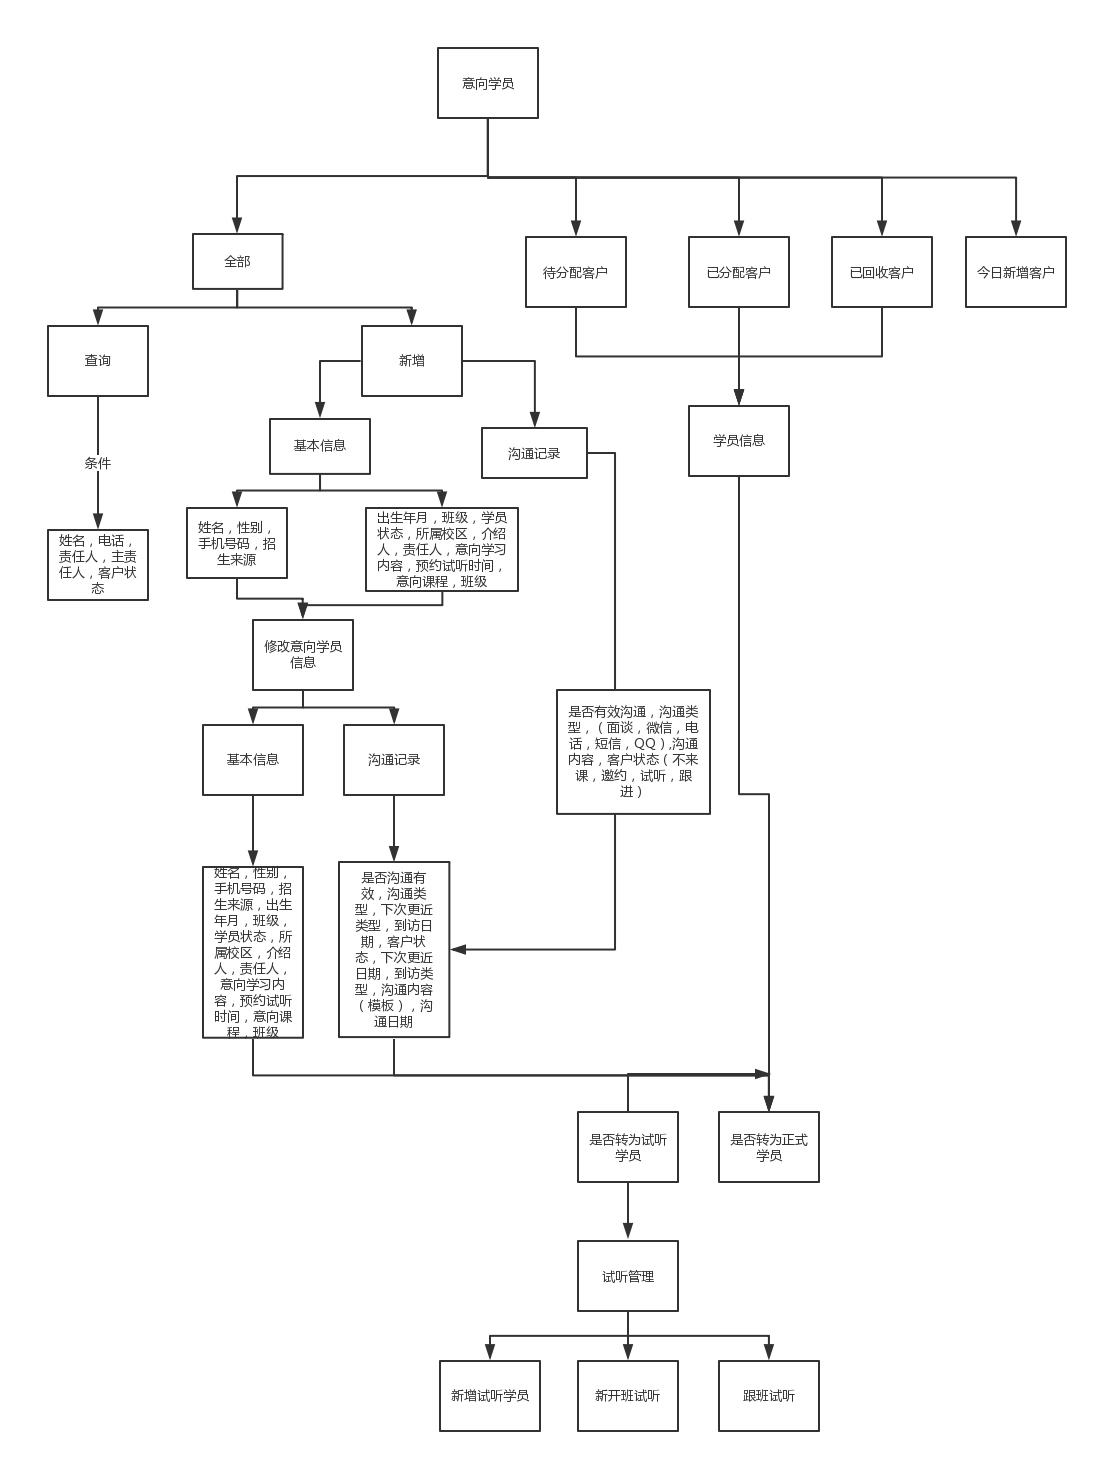 意向学员
全部
待分配客户
已分配客户
已回收客户
今日新增客户
查询
新增
基本信息
沟通记录
学员信息
条件
姓名，电话，
责任人，主责
任人，客户状
态
姓名，性别，
手机号码，招
生来源
出生年月，班级，学员
状态，所属校区，介绍
人，责任人，意向学习
内容，预约试听时间，
意向课程，班级
修改意向学员
信息
基本信息
沟通记录
是否有效沟通，沟通类
型，（面谈，微信，电
话，短信，QQ）,沟通
内容，客户状态（不来
课，邀约，试听，跟
进）
姓名，性别，
手机号码，招
生来源，出生
年月，班级，
学员状态，所
属校区，介绍
人，责任人，
意向学习内
容，预约试听
时间，意向课
程，班级
是否沟通有
效，沟通类
型，下次更近
类型，到访日
期，客户状
态，下次更近
日期，到访类
型，沟通内容
（模板），沟
通日期
是否转为试听
学员
是否转为正式
学员
试听管理
新增试听学员
新开班试听
跟班试听